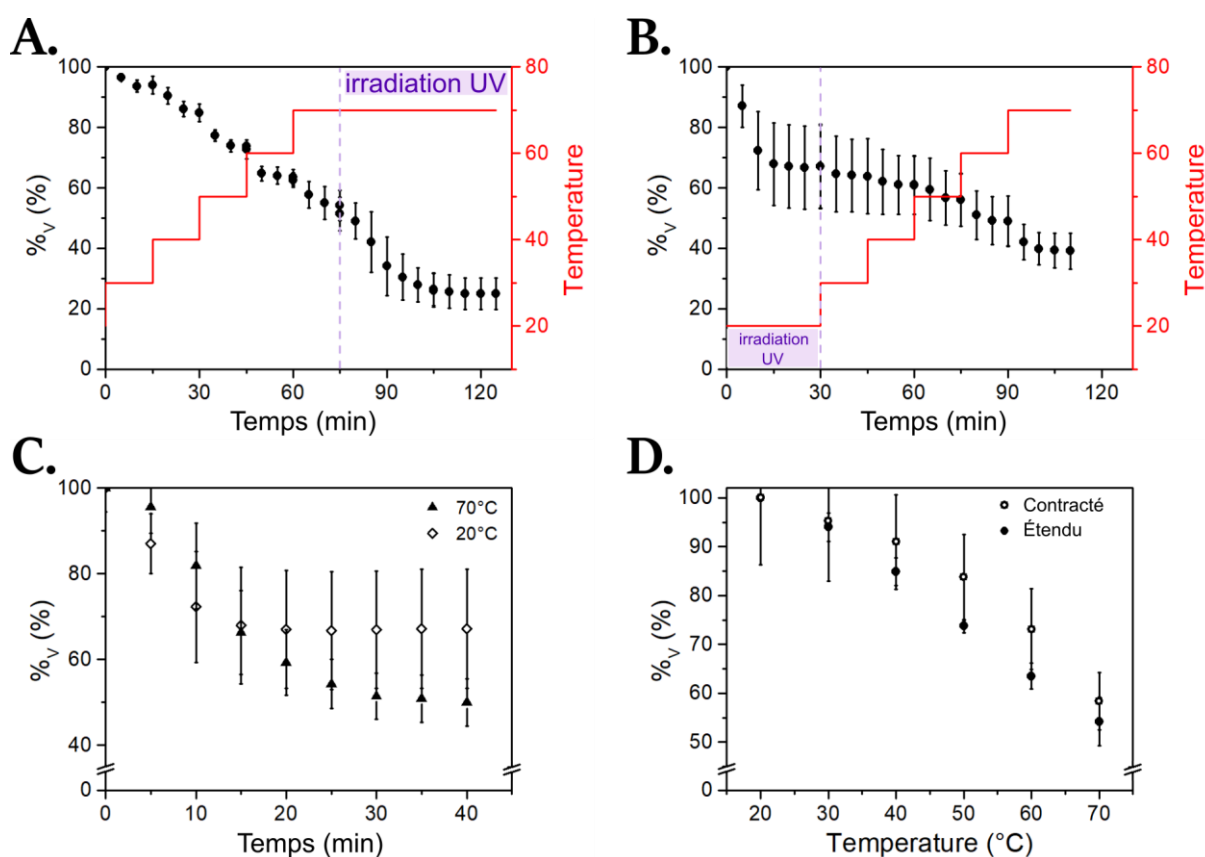 A.
100
80
60
40
20
0
%V (%)
irradiation UV
80
60
40
20
Temperature
0
30
60
90
120
Temps (min)
B.
100
80
60
40
20
0
%V (%)
irradiation
UV
80
60
40
20
Temperature
0
30
60
90
120
Temps (min)
C.
100
80
60
40
0
%V (%)
70°C
20°C
0
10
20
30
40
Temps (min)
D.
100
90
80
70
60
50
0
%V (%)
Contracté
Étendu
20
30
40
50
60
70
Temperature (°C)